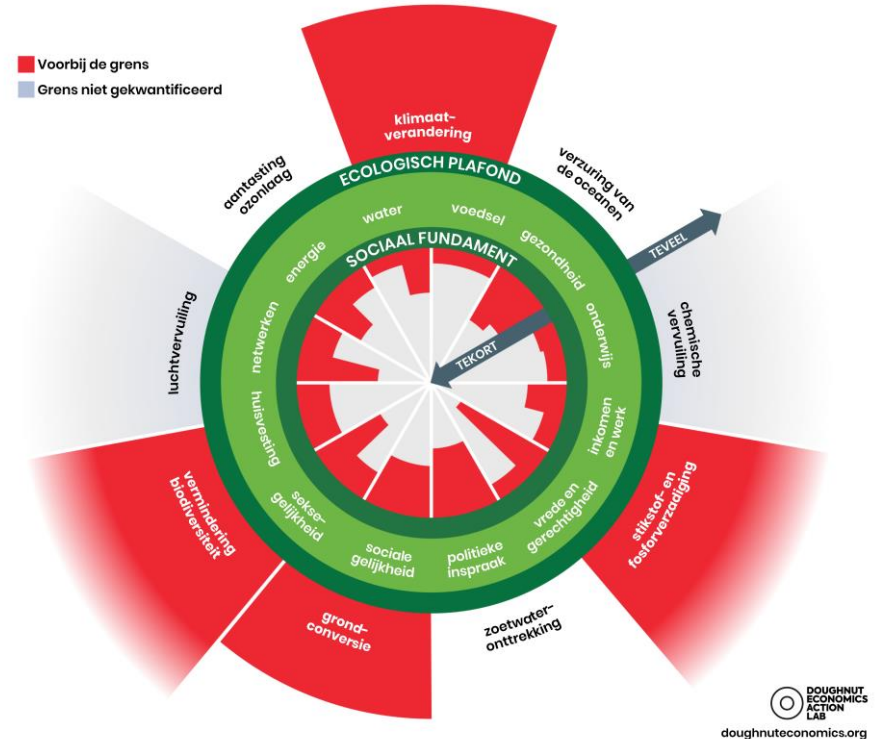 Voorbij de grens
Grens niet gekwantificeerd
klimaat-
verandering
ECOLOGISCH PLAFOND
aantasting
ozonlaag
verzuring van
de oceanen
TEVEEL
water
voedsel
energie
gezondheid
SOCIAAL FUNDAMENT
netwerken
onderwijs
TEKORT
luchtvervuiling
chemische
vervuiling
huisvesting
inkomen
en werk
sekse-
gelijkheid
vrede en
gerechtigheid
sociale
gelijkheid
politieke
inspraak
vermindering
biodiversiteit
stikstof- en
fosforverzadiging
grond-
conversie
zoetwater-
onttrekking
DOUGHNUT
ECONOMICS
ACTION
LAB
doughnuteconomics.org